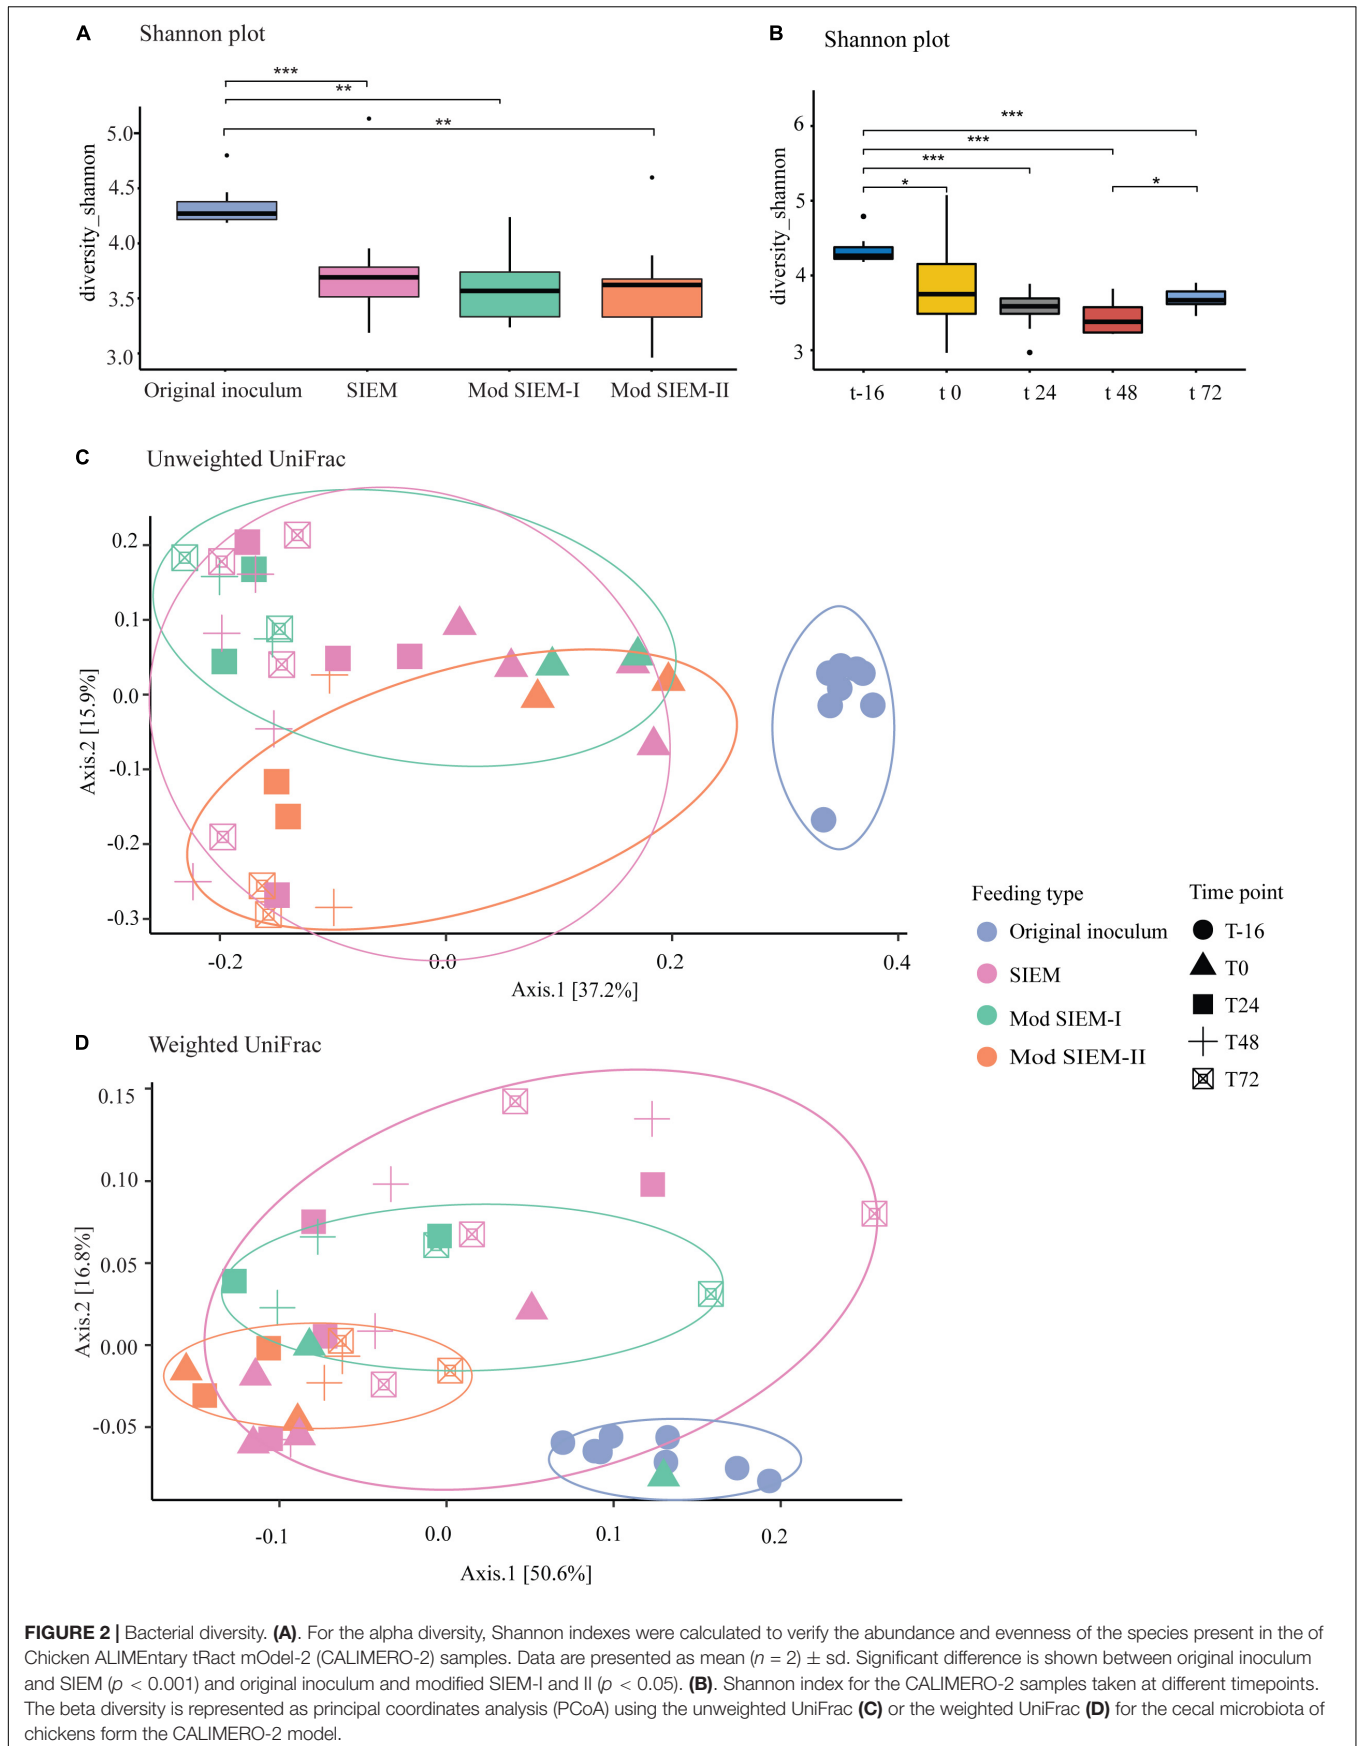 A
Shannon plot
***
**
**
5.0
4.5
4.0
3.5
3.0
diversity_shannon
Original inoculum
SIEM
Mod SIEM-I
Mod SIEM-II
B
Shannon plot
***
***
***
*
*
6
5
4
3
diversity_shannon
t-16
t 0
t 24
t 48
t 72
C
Unweighted UniFrac
0.2
0.1
0.0
-0.1
-0.2
-0.3
Axis.2 [15.9%]
-0.2
0.0
0.2
0.4
Axis.1 [37.2%]
Feeding type
Original inoculum
SIEM
Mod SIEM-I
Mod SIEM-II
Time point
T-16
T0
T24
T48
T72
D
Weighted UniFrac
0.15
0.10
0.05
0.00
-0.05
Axis.2 [16.8%]
-0.1
0.0
0.1
0.2
Axis.1 [50.6%]
FIGURE 2 | Bacterial diversity. (A). For the alpha diversity, Shannon indexes were calculated to verify the abundance and evenness of the species present in the of
Chicken ALIMEntary tRact mOdel-2 (CALIMERO-2) samples. Data are presented as mean (n = 2) ± sd. Significant difference is shown between original inoculum
and SIEM (p < 0.001) and original inoculum and modified SIEM-I and II (p < 0.05). (B). Shannon index for the CALIMERO-2 samples taken at different timepoints.
The beta diversity is represented as principal coordinates analysis (PCoA) using the unweighted UniFrac (C) or the weighted UniFrac (D) for the cecal microbiota of
chickens form the CALIMERO-2 model.